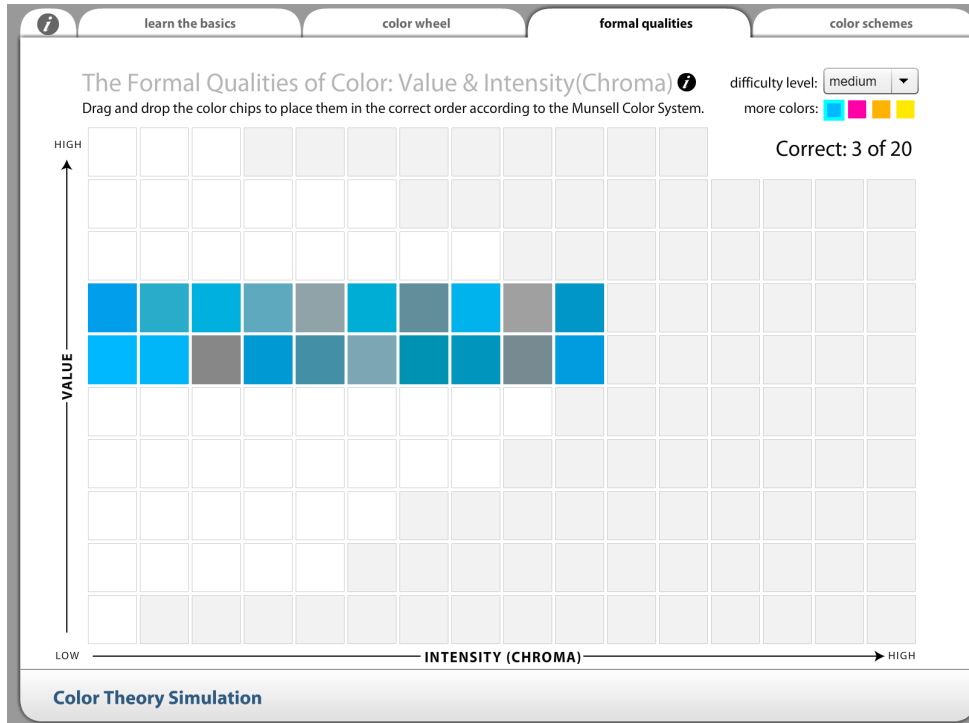 i learn the basics color wheel formal qualities color schemes
The Formal Qualities of Color: Value & Intensity(Chroma) i
difficulty level: medium
Drag and drop the color chips to place them in the correct order according to the Munsell Color System.
more colors:
HIGH
Correct: 3 of 20
VALUE
LOW
INTENSITY (CHROMA)
HIGH
Color Theory Simulation